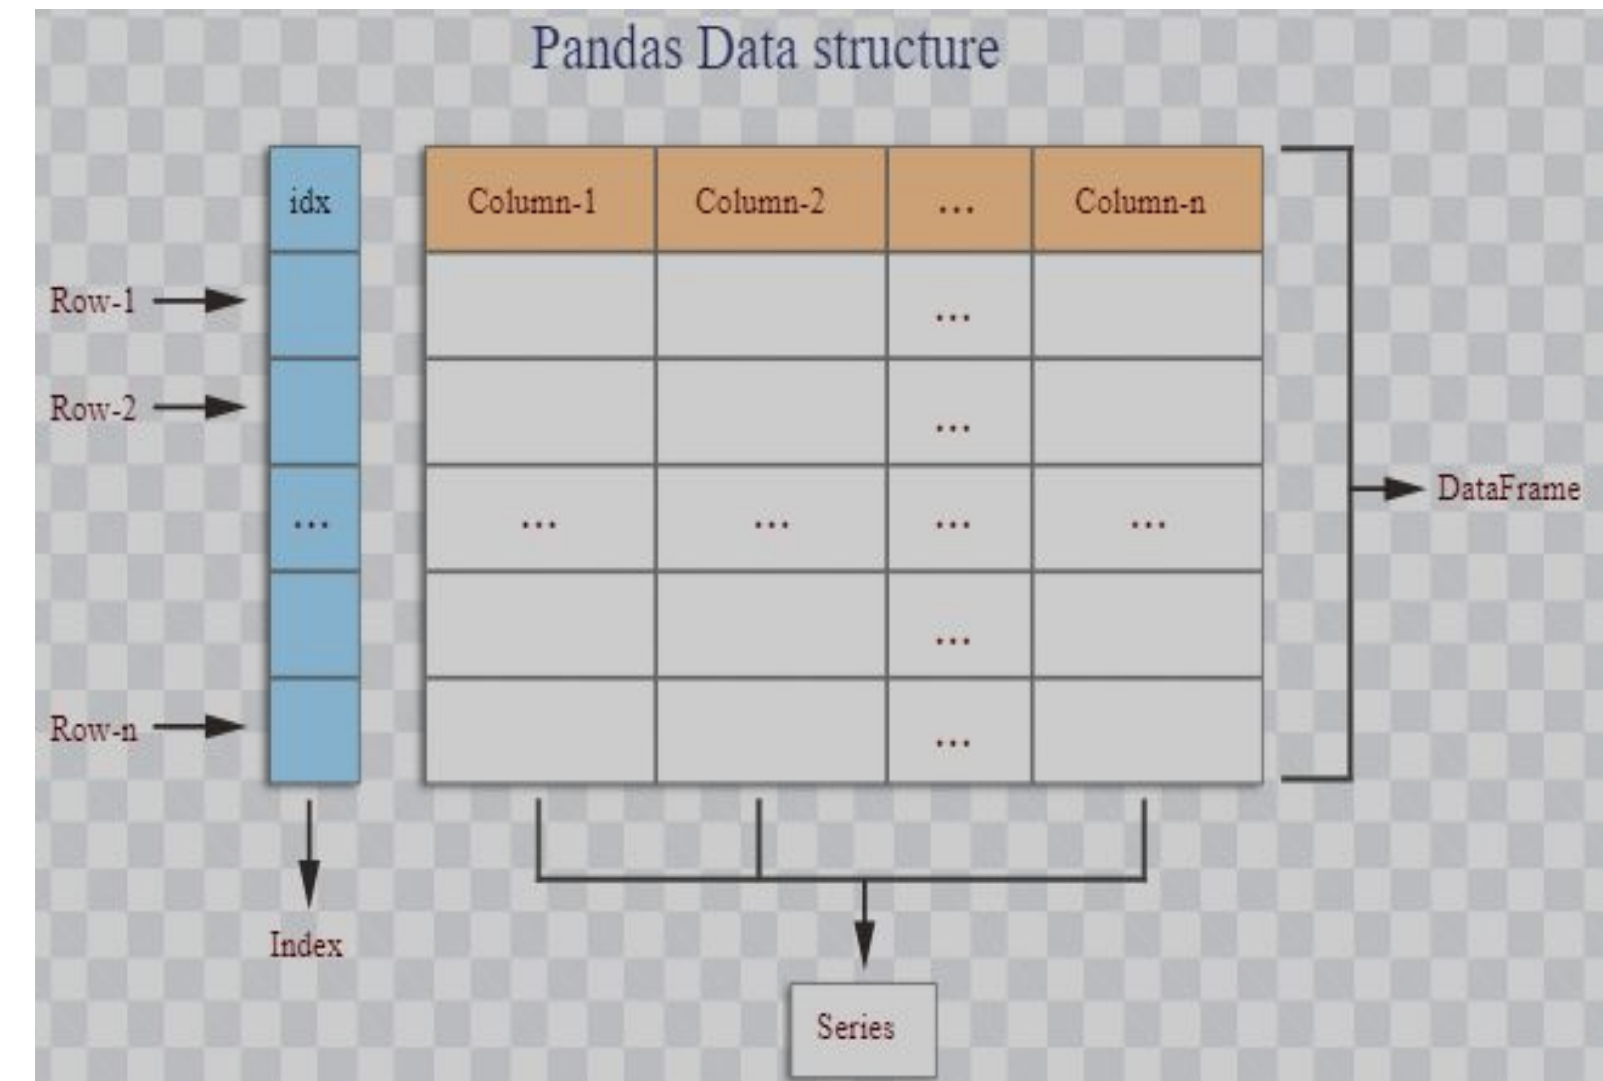 Pandas Data structure
idx Column-1 Column-2 ... Column-n
Row-1 ...
Row-2 ...
... ... ... ... ...
...
Row-n ...
DataFrame
Index
Series